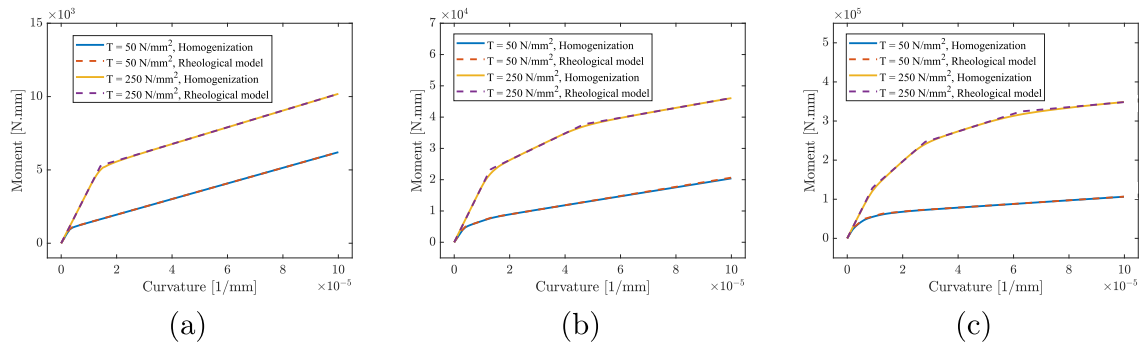 ×10³
15
10
5
0
Moment [N.mm]
T = 50 N/mm², Homogenization
T = 50 N/mm², Rheological model
T = 250 N/mm², Homogenization
T = 250 N/mm², Rheological model
0 2 4 6 8 10
Curvature [1/mm] ×10⁻⁵
(a)
×10⁴
7
6
5
4
3
2
1
0
Moment [N.mm]
T = 50 N/mm², Homogenization
T = 50 N/mm², Rheological model
T = 250 N/mm², Homogenization
T = 250 N/mm², Rheological model
0 2 4 6 8 10
Curvature [1/mm] ×10⁻⁵
(b)
×10⁵
5
4
3
2
1
0
Moment [N.mm]
T = 50 N/mm², Homogenization
T = 50 N/mm², Rheological model
T = 250 N/mm², Homogenization
T = 250 N/mm², Rheological model
0 2 4 6 8 10
Curvature [1/mm] ×10⁻⁵
(c)